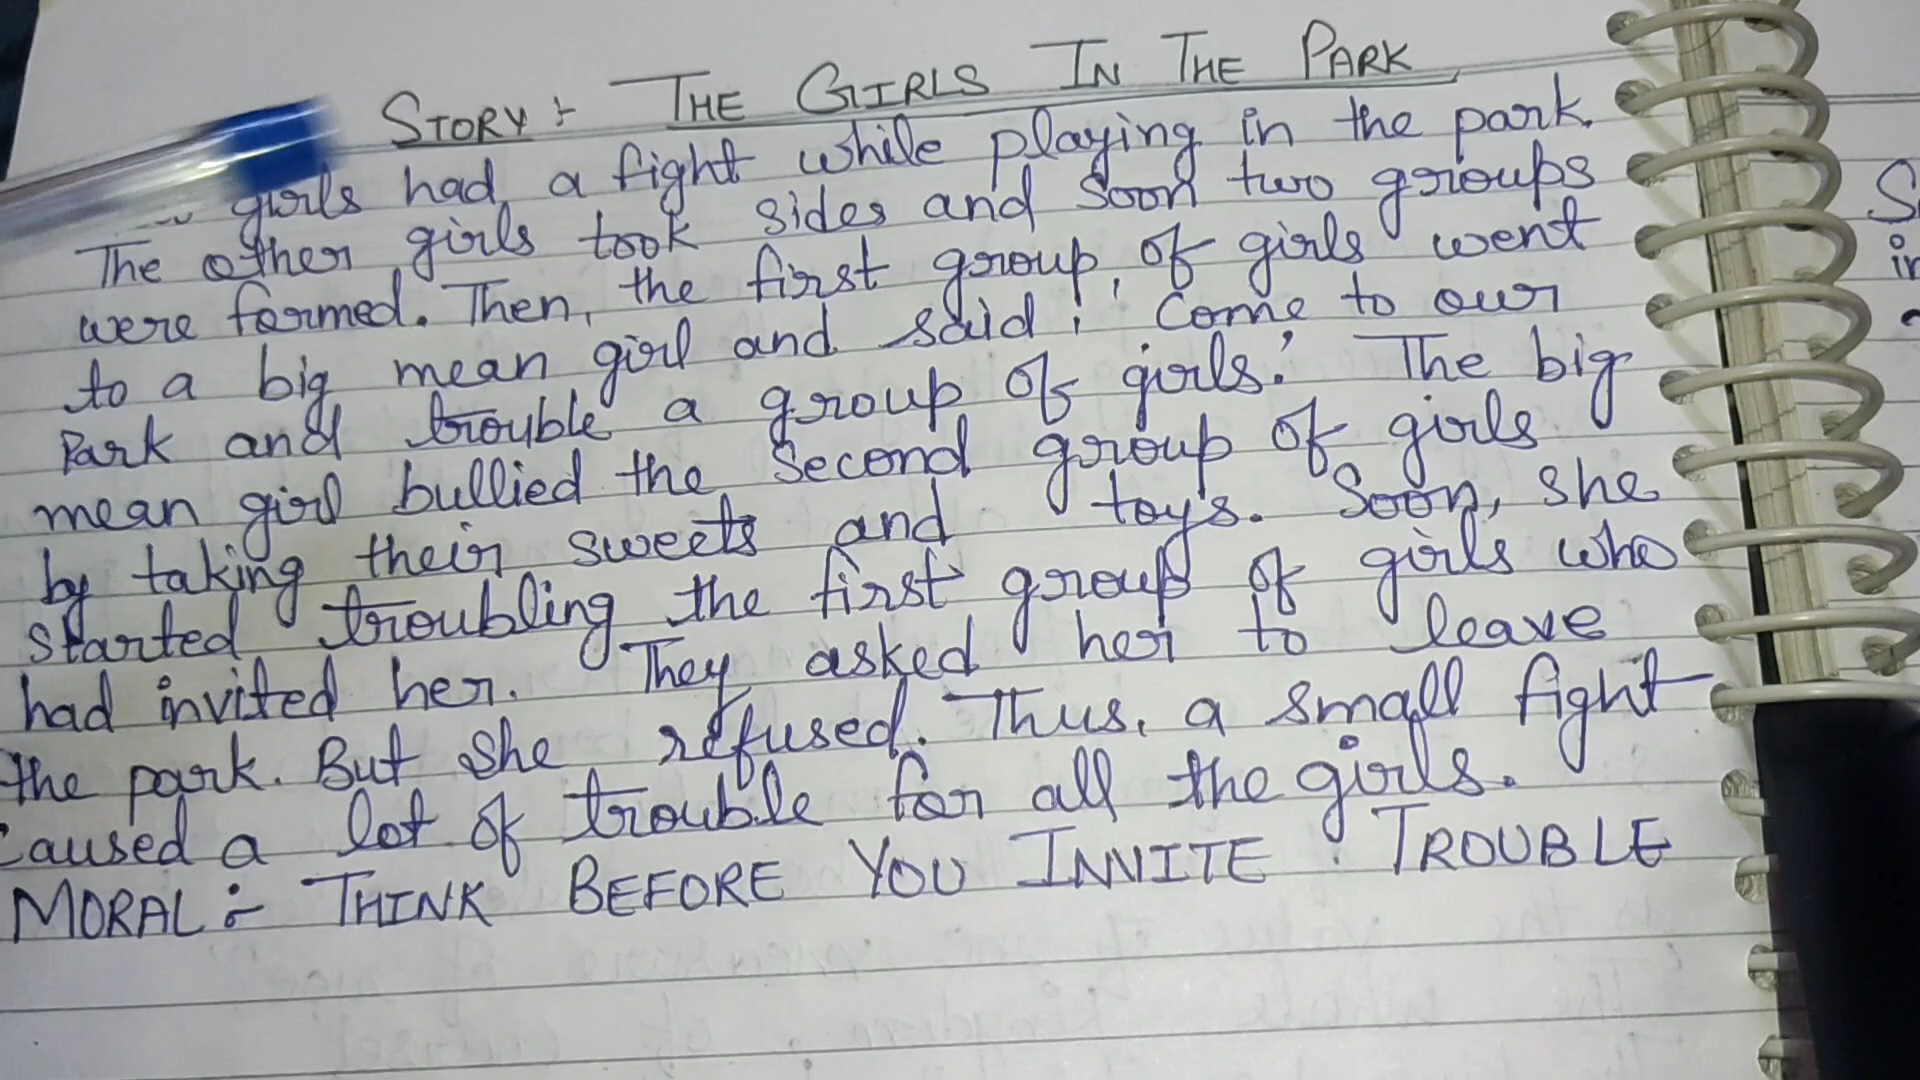 STORY :- THE GIRLS IN THE PARK
girls had a fight while playing in the park.
The other girls took sides and soon two groups
were formed. Then, the first group of girls went
to a big mean girl and said ; ' Come to our
Park and trouble a group of girls.' The big
mean girl bullied the second group of girls
by taking their sweets and toys. Soon, she
started troubling the first group of girls who
had invited her. They asked her to leave
the park. But she refused. Thus, a small fight
caused a lot of trouble for all the girls.
MORAL :- THINK BEFORE YOU INVITE TROUBLE